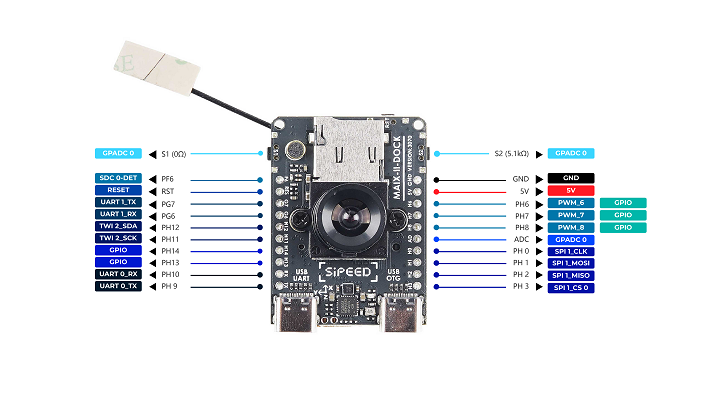 GPADC 0 S1 (0Ω)
SDC 0-DET PF6
RESET RST
UART 1_TX PG7
UART 1_RX PG6
TWI 2_SDA PH12
TWI 2_SCK PH11
GPIO PH14
GPIO PH13
UART 0_RX PH10
UART 0_TX PH 9
MAIX-II-DOCK
VERSION:3070
5V GND
SiPEED
USB UART
USB OTG
S2 (5.1kΩ) GPADC 0
GND GND
5V 5V
PH6 PWM_6 GPIO
PH7 PWM_7 GPIO
PH8 PWM_8 GPIO
ADC GPADC 0
PH 0 SPI 1_CLK
PH 1 SPI 1_MOSI
PH 2 SPI 1_MISO
PH 3 SPI 1_CS 0